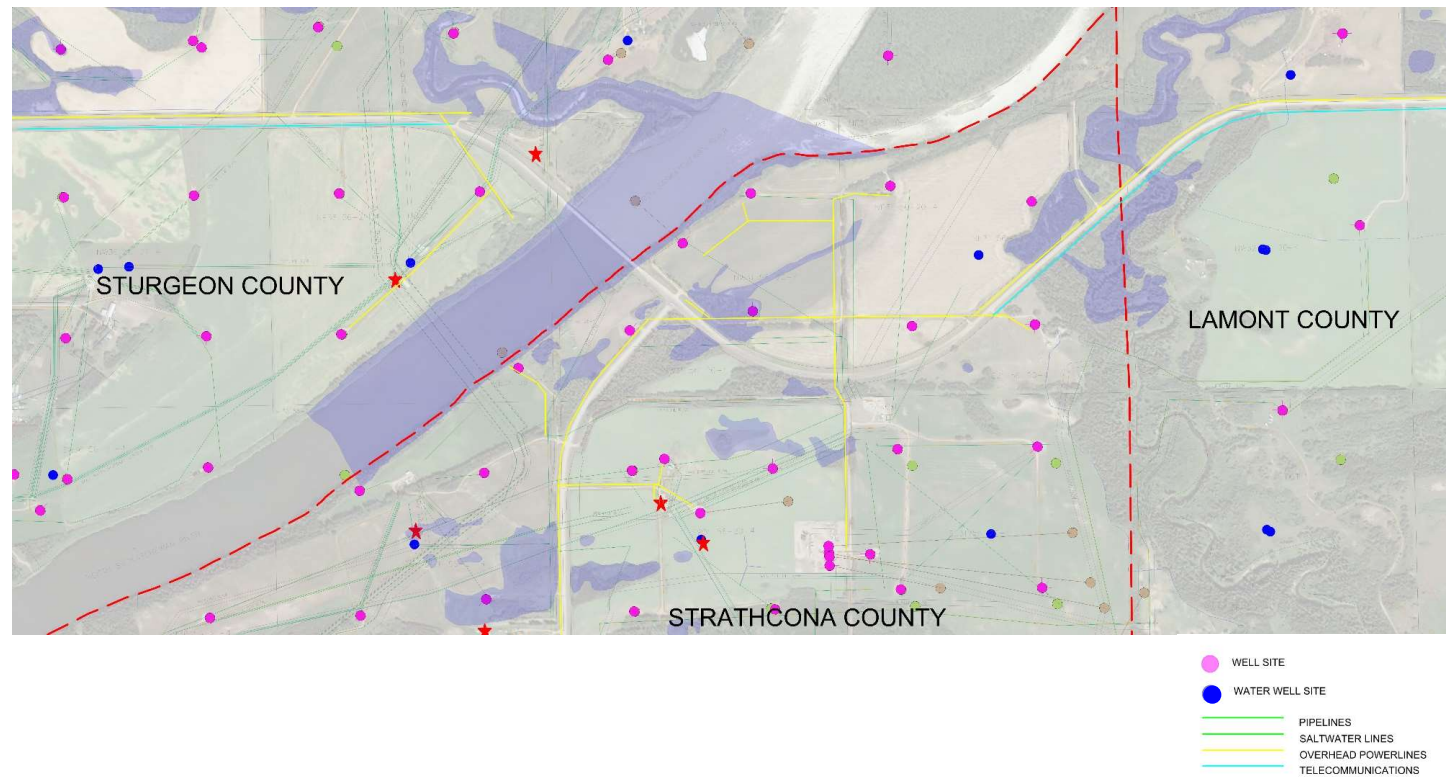 STURGEON COUNTY
LAMONT COUNTY
STRATHCONA COUNTY
WELL SITE
WATER WELL SITE
PIPELINES
SALTWATER LINES
OVERHEAD POWERLINES
TELECOMMUNICATIONS